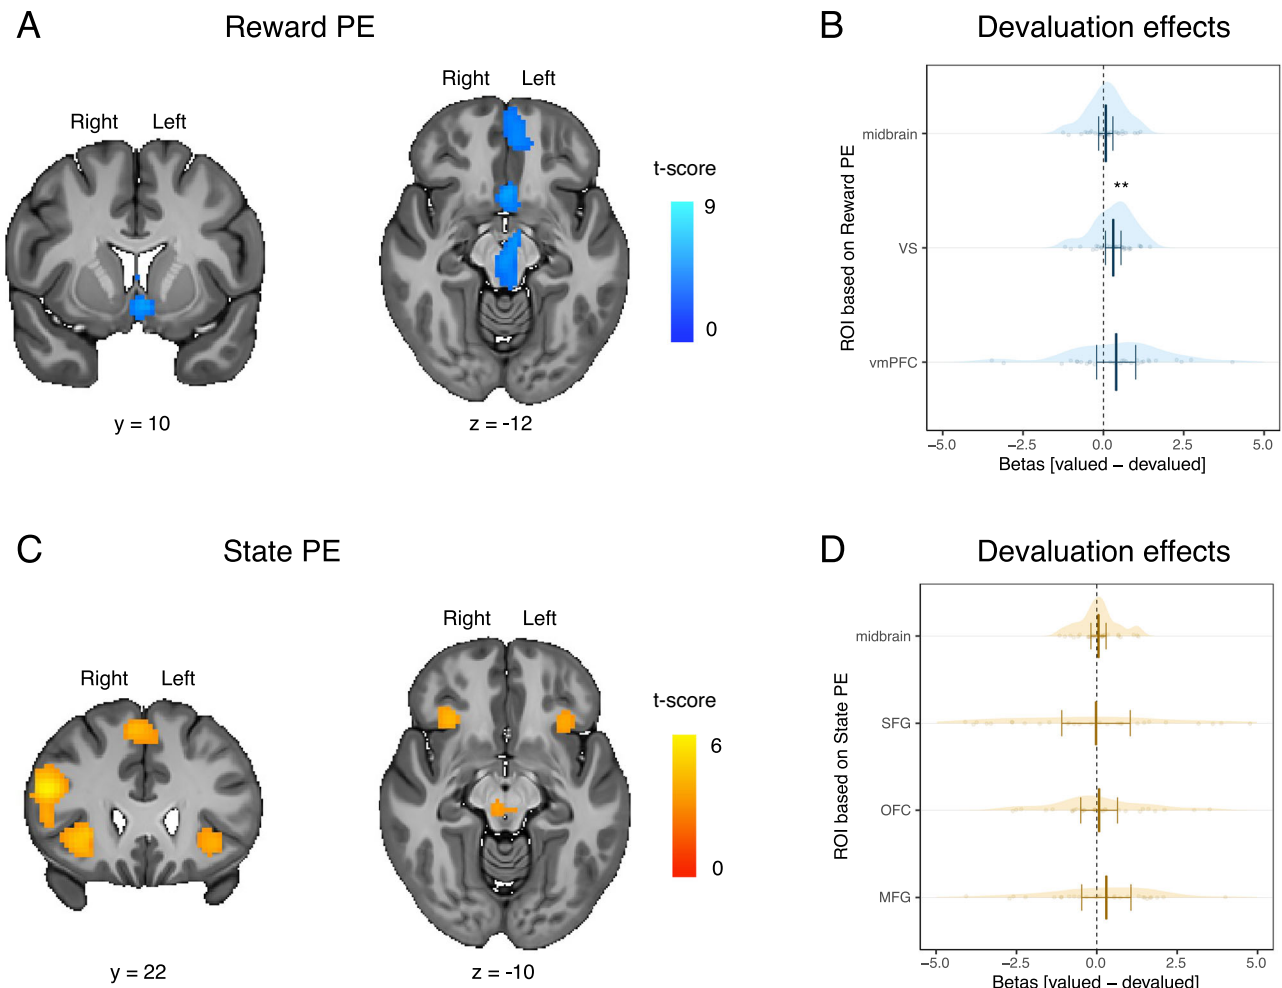 A
Reward PE
Right Left
y = 10
Right Left
z = -12
t-score
9
0
B
Devaluation effects
ROI based on Reward PE
midbrain
**
VS
vmPFC
−5.0 −2.5 0.0 2.5 5.0
Betas [valued − devalued]
C
State PE
Right Left
y = 22
Right Left
z = -10
t-score
6
0
D
Devaluation effects
ROI based on State PE
midbrain
SFG
OFC
MFG
−5.0 −2.5 0.0 2.5 5.0
Betas [valued − devalued]